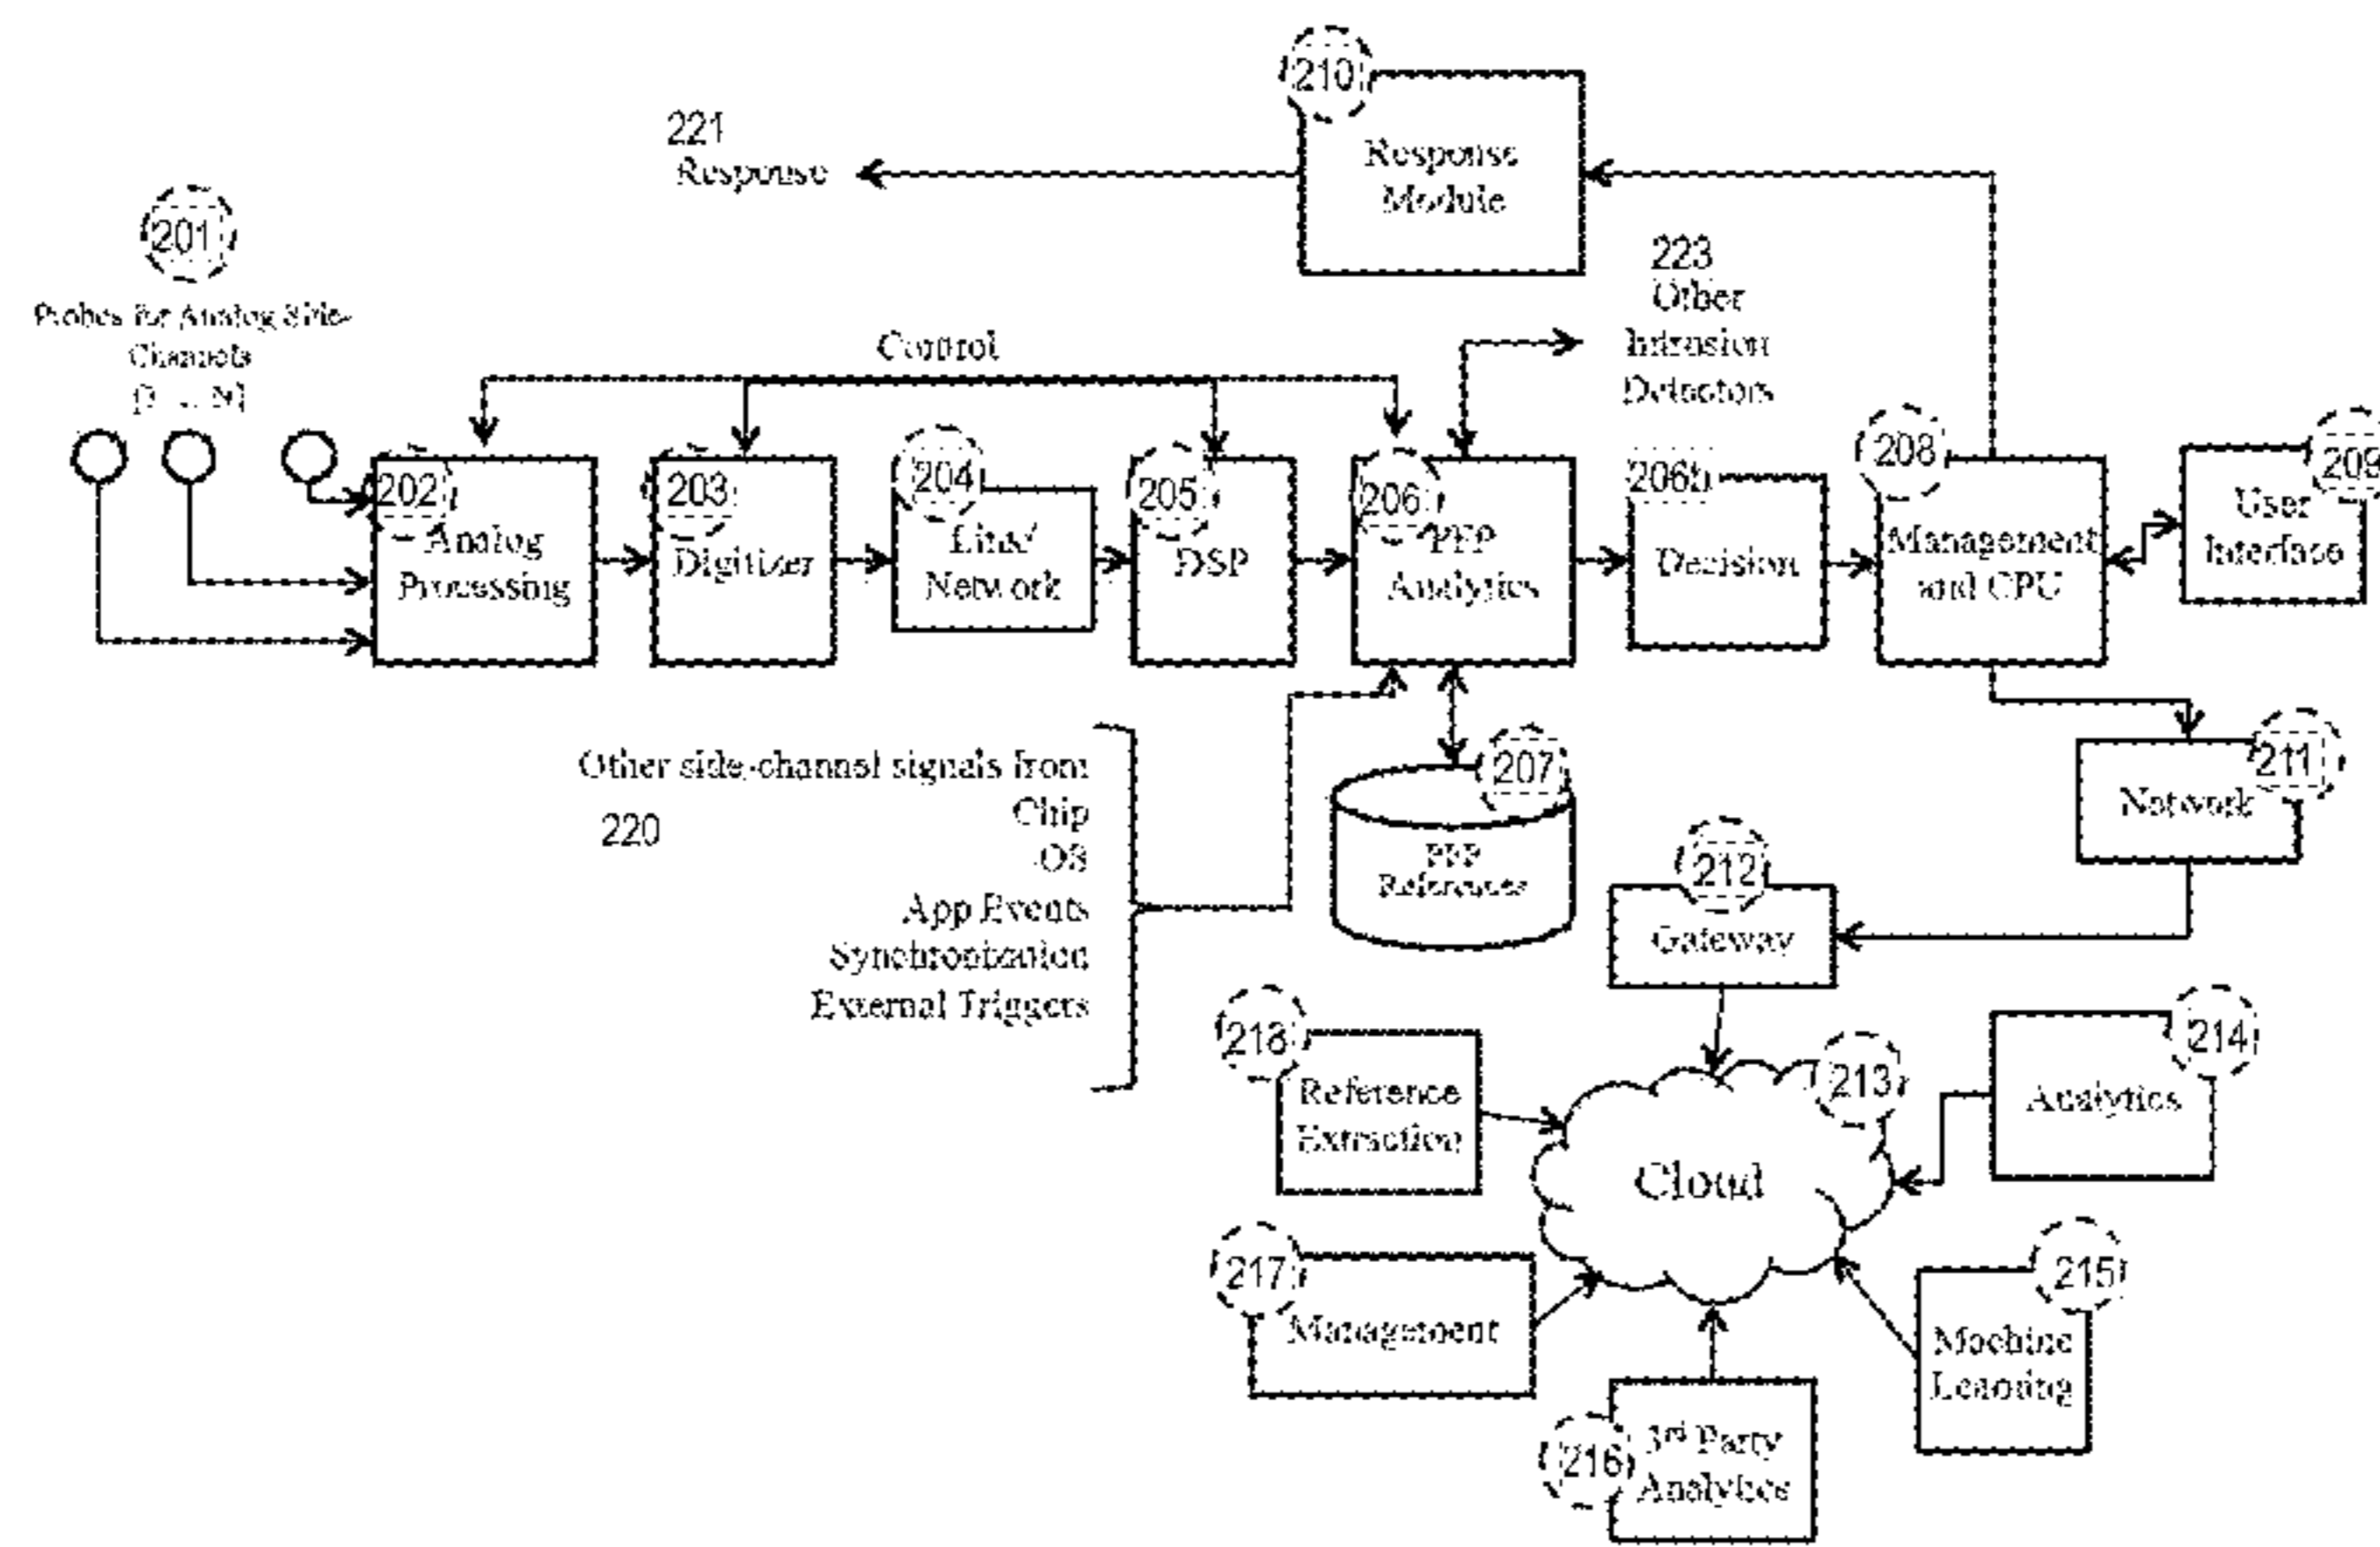 210
Response
Module
221
Response
201
Probes for Analog Side-
Channels
[1 ... N]
223
Other
Intrusion
Detectors
Control
202
Analog
Processing
203
Digitizer
204
Link/
Network
205
DSP
206
PFP
Analytics
206b
Decision
208
Management
and CPU
209
User
Interface
Other side-channel signals from
Chip
220
OS
App Events
Synchronization
External Triggers
207
PFP
References
211
Network
212
Gateway
218
Reference
Extraction
213
Cloud
214
Analytics
217
Management
215
Machine
Learning
216
3rd Party
Analytics